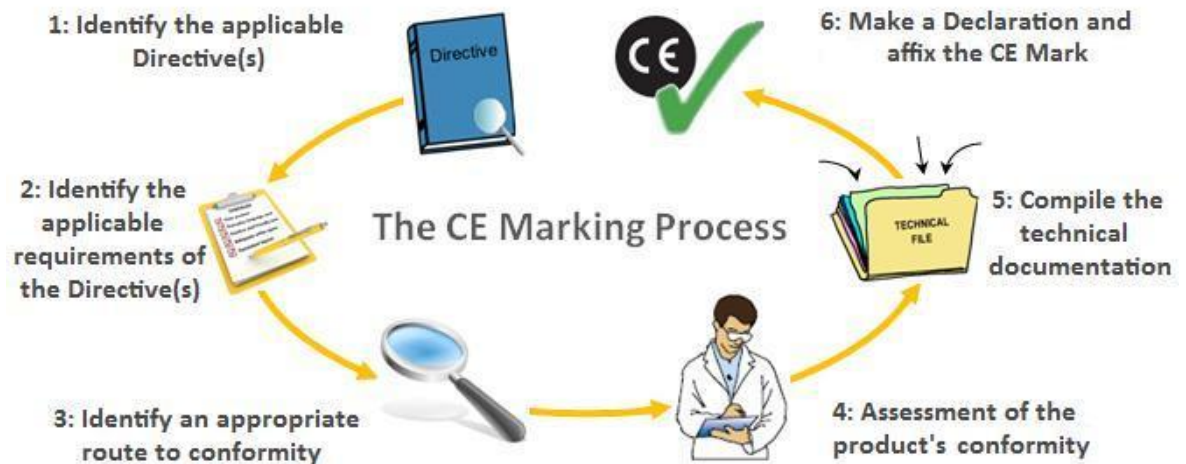 1: Identify the applicable
Directive(s)
Directive
CE
6: Make a Declaration and
affix the CE Mark
2: Identify the
applicable
requirements of
the Directive(s)
The CE Marking Process
TECHNICAL
FILE
5: Compile the
technical
documentation
3: Identify an appropriate
route to conformity
4: Assessment of the
product's conformity